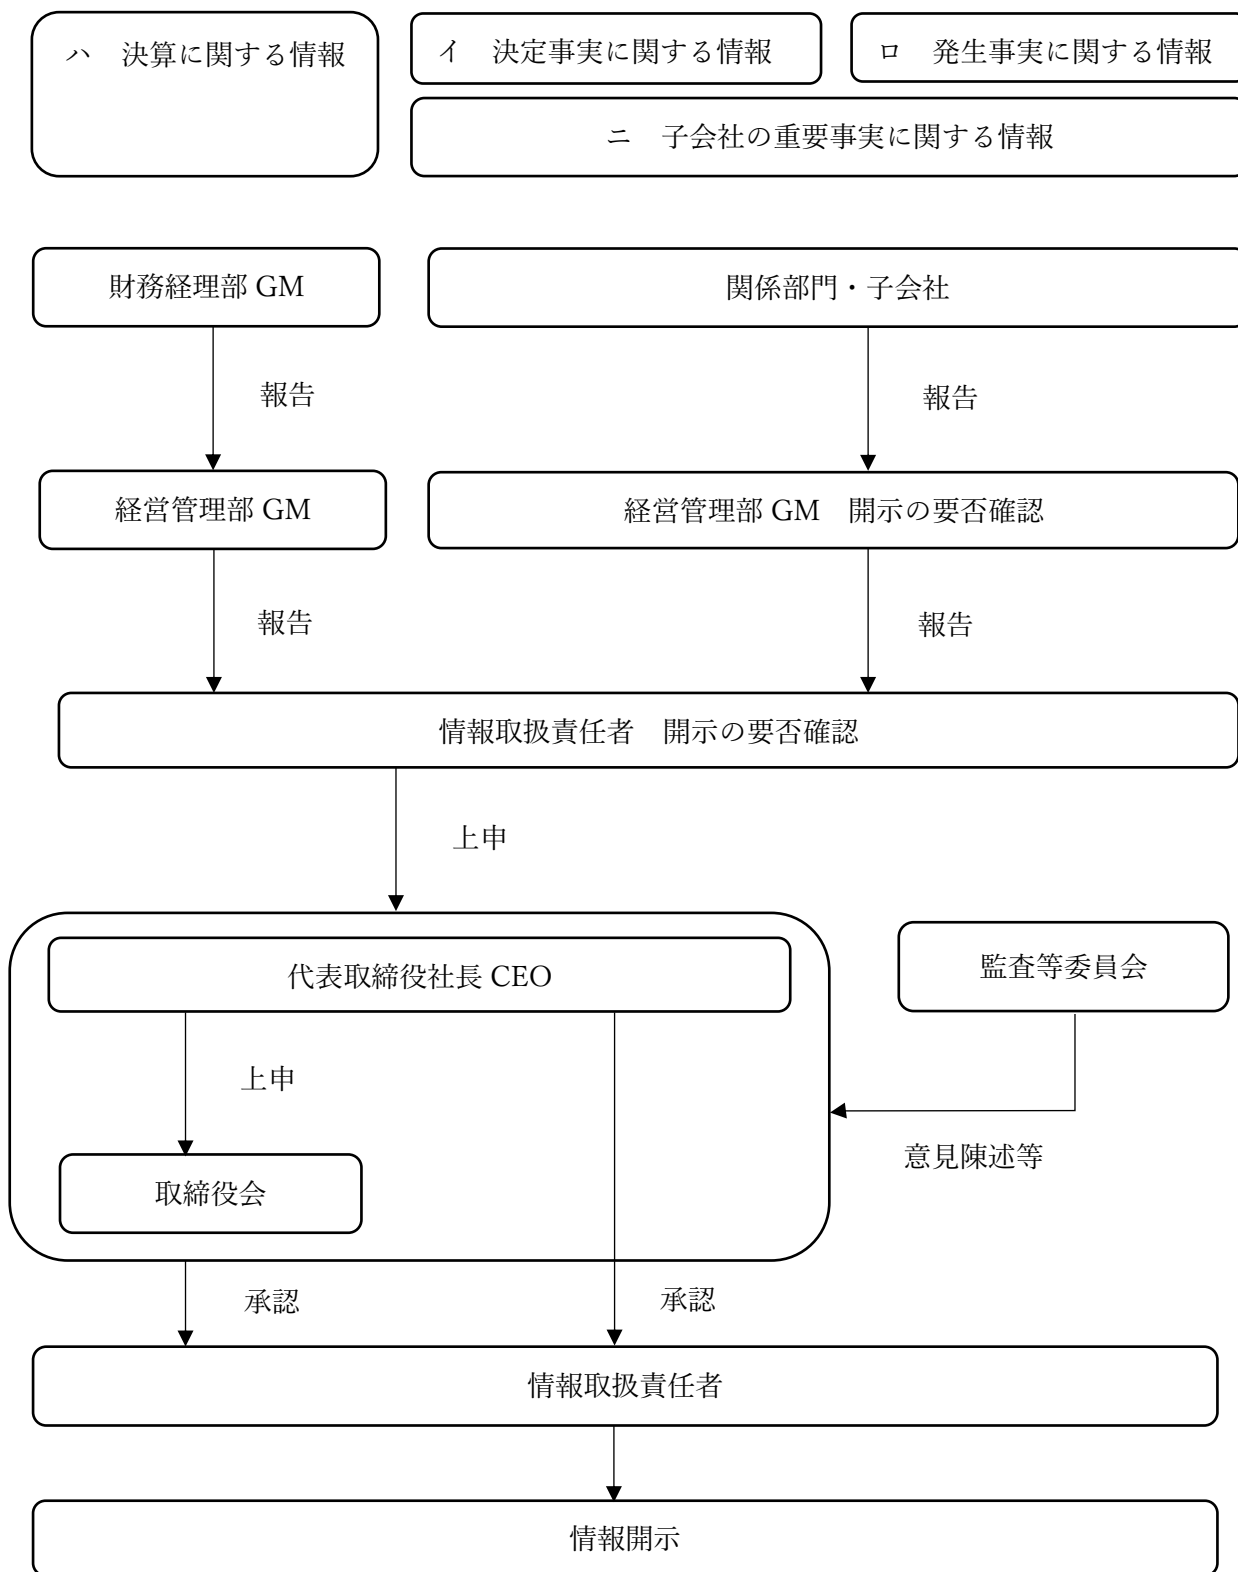 ハ　決算に関する情報
イ　決定事実に関する情報
ロ　発生事実に関する情報
ニ　子会社の重要事実に関する情報
財務経理部 GM
関係部門・子会社
報告
報告
経営管理部 GM
経営管理部 GM　開示の要否確認
報告
報告
情報取扱責任者　開示の要否確認
上申
代表取締役社長 CEO
監査等委員会
上申
意見陳述等
取締役会
承認
承認
情報取扱責任者
情報開示